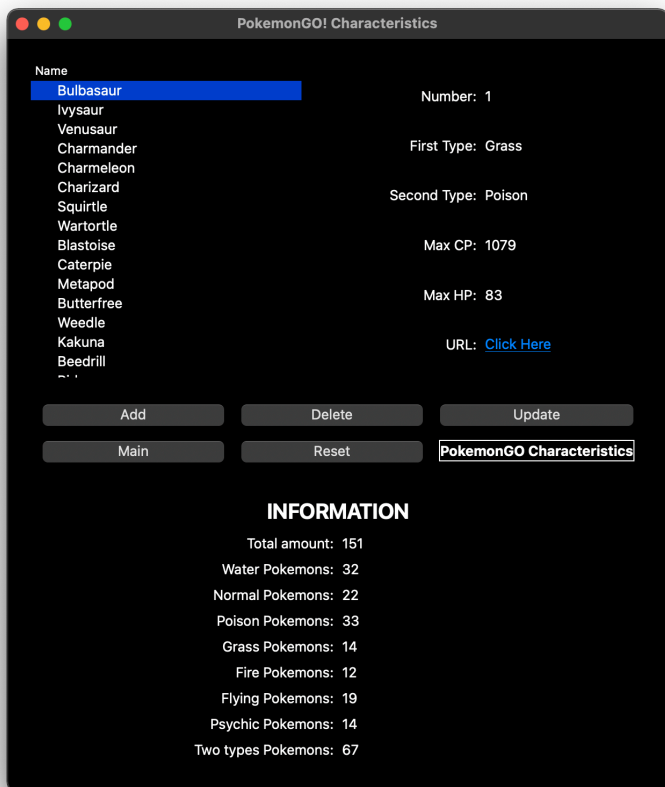 PokemonGO! Characteristics
Name
Bulbasaur
Ivysaur
Venusaur
Charmander
Charmeleon
Charizard
Squirtle
Wartortle
Blastoise
Caterpie
Metapod
Butterfree
Weedle
Kakuna
Beedrill
Number: 1
First Type: Grass
Second Type: Poison
Max CP: 1079
Max HP: 83
URL: Click Here
Add Delete Update
Main Reset PokemonGO Characteristics
INFORMATION
Total amount: 151
Water Pokemons: 32
Normal Pokemons: 22
Poison Pokemons: 33
Grass Pokemons: 14
Fire Pokemons: 12
Flying Pokemons: 19
Psychic Pokemons: 14
Two types Pokemons: 67